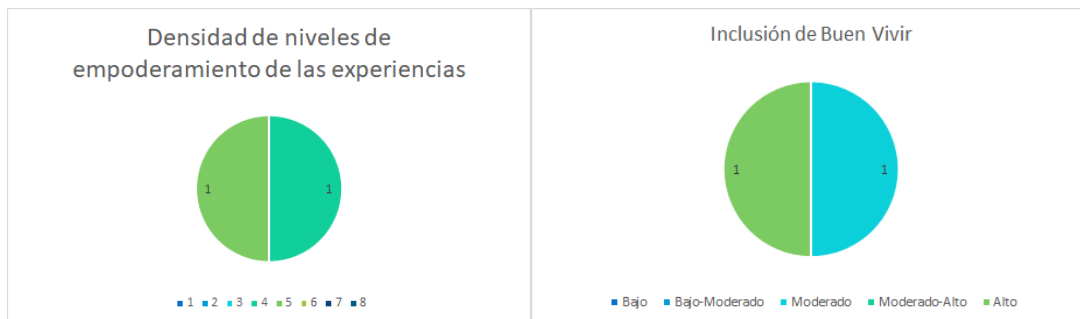 Densidad de niveles de
empoderamiento de las experiencias
1 1
1 2 3 4 5 6 7 8
Inclusión de Buen Vivir
1 1
Bajo Bajo-Moderado Moderado Moderado-Alto Alto